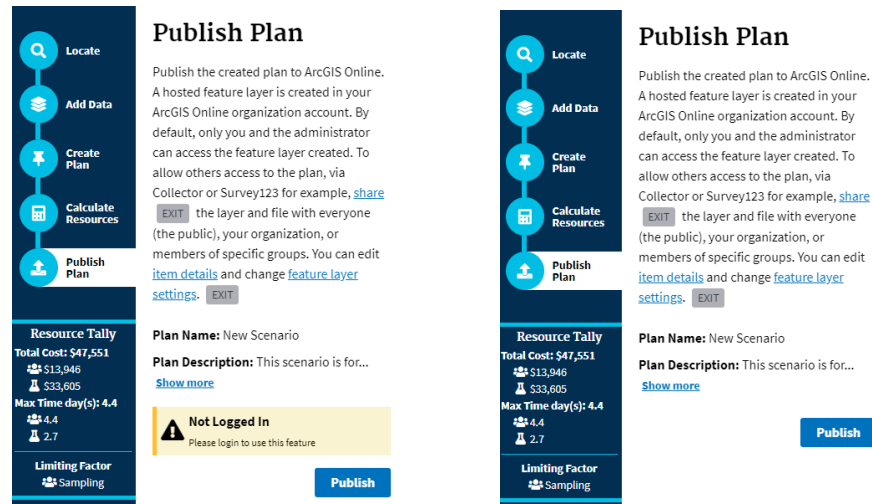 Locate
Add Data
Create
Plan
Calculate
Resources
Publish
Plan
Resource Tally
Total Cost: $47,551
$13,946
$33,605
Max Time day(s): 4.4
4.4
2.7
Limiting Factor
Sampling
Publish Plan
Publish the created plan to ArcGIS Online.
A hosted feature layer is created in your
ArcGIS Online organization account. By
default, only you and the administrator
can access the feature layer created. To
allow others access to the plan, via
Collector or Survey123 for example, share
EXIT the layer and file with everyone
(the public), your organization, or
members of specific groups. You can edit
item details and change feature layer
settings. EXIT
Plan Name: New Scenario
Plan Description: This scenario is for...
Show more
Not Logged In
Please login to use this feature
Publish
Locate
Add Data
Create
Plan
Calculate
Resources
Publish
Plan
Resource Tally
Total Cost: $47,551
$13,946
$33,605
Max Time day(s): 4.4
4.4
2.7
Limiting Factor
Sampling
Publish Plan
Publish the created plan to ArcGIS Online.
A hosted feature layer is created in your
ArcGIS Online organization account. By
default, only you and the administrator
can access the feature layer created. To
allow others access to the plan, via
Collector or Survey123 for example, share
EXIT the layer and file with everyone
(the public), your organization, or
members of specific groups. You can edit
item details and change feature layer
settings. EXIT
Plan Name: New Scenario
Plan Description: This scenario is for...
Show more
Publish